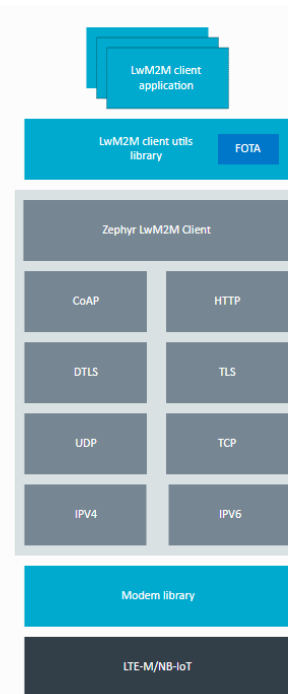 LwM2M client
application
LwM2M client utils
library
FOTA
Zephyr LwM2M Client
CoAP
HTTP
DTLS
TLS
UDP
TCP
IPV4
IPV6
Modem library
LTE-M/NB-IoT